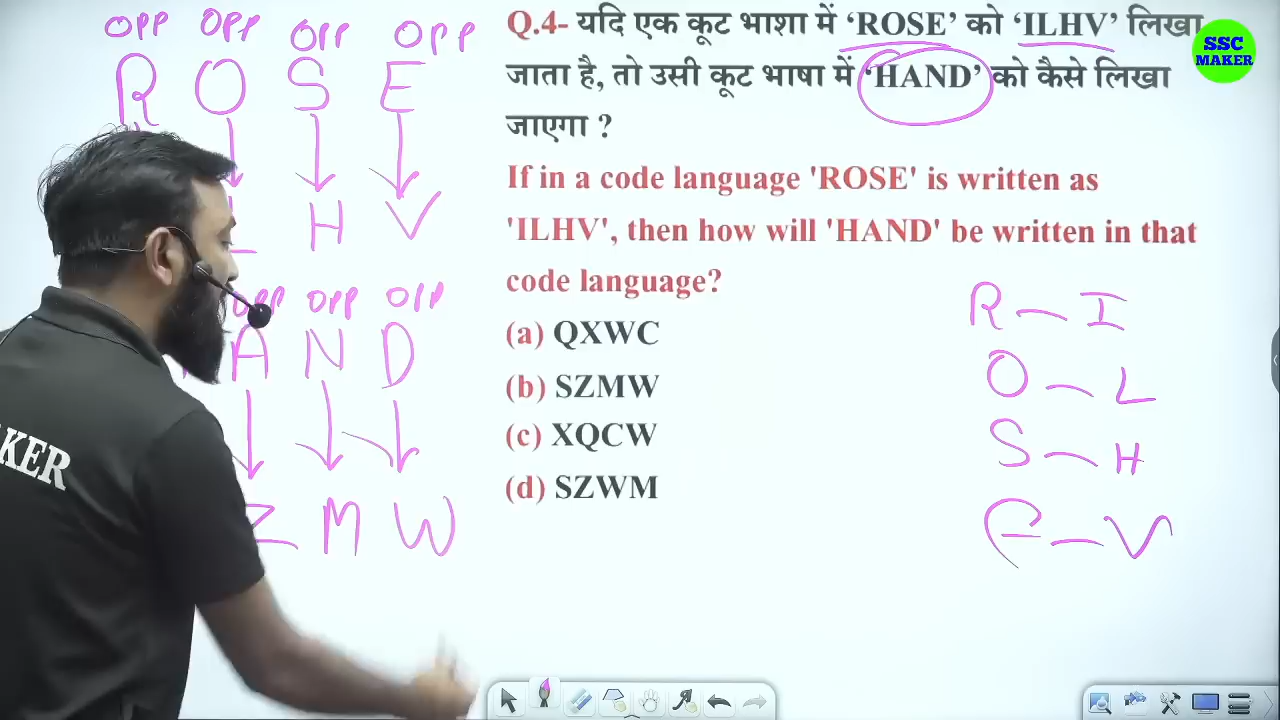 OPP OPP OPP OPP
R O S E
L H V
OPP OPP OPP
A N D
Z M W
Q.4- यदि एक कूट भाशा में ‘ROSE’ को ‘ILHV’ लिखा
जाता है, तो उसी कूट भाषा में ‘HAND’ को कैसे लिखा
जाएगा ?
If in a code language 'ROSE' is written as
'ILHV', then how will 'HAND' be written in that
code language?
(a) QXWC
(b) SZMW
(c) XQCW
(d) SZWM
R — I
O — L
S — H
E — V
SSC
MAKER
KER